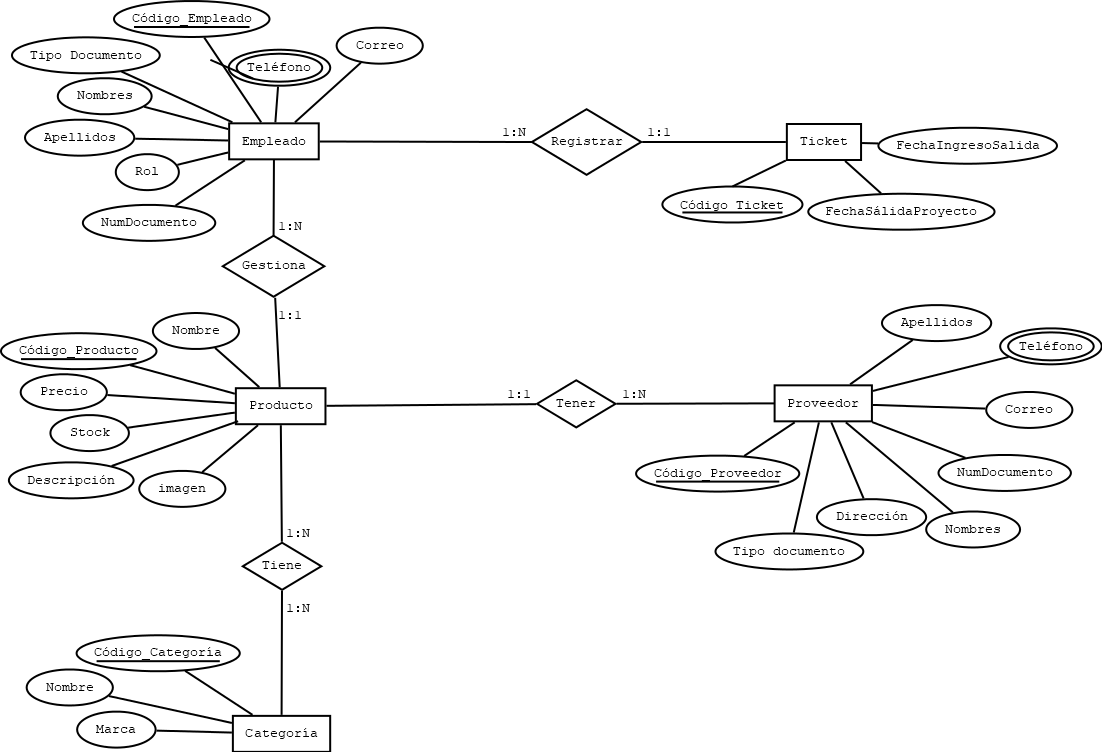 Código_Empleado
Tipo Documento
Teléfono
Correo
Nombres
Apellidos
Empleado
1:N
Registrar
1:1
Ticket
FechaIngresoSalida
Rol
NumDocumento
Código Ticket
FechaSálidaProyecto
1:N
Gestiona
1:1
Nombre
Código_Producto
Precio
Stock
Descripción
imagen
Producto
1:1
Tener
1:N
Proveedor
Apellidos
Teléfono
Correo
NumDocumento
Código_Proveedor
Dirección
Nombres
Tipo documento
1:N
Tiene
1:N
Código_Categoría
Nombre
Marca
Categoría